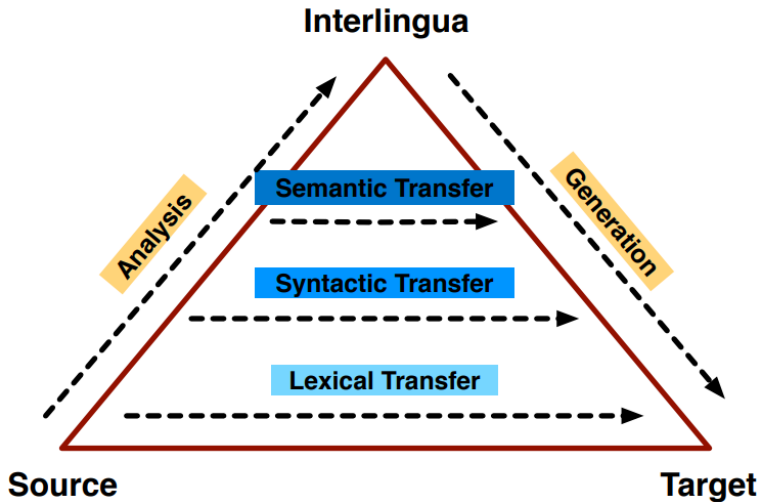 Interlingua
Semantic Transfer
Analysis
Generation
Syntactic Transfer
Lexical Transfer
Source
Target